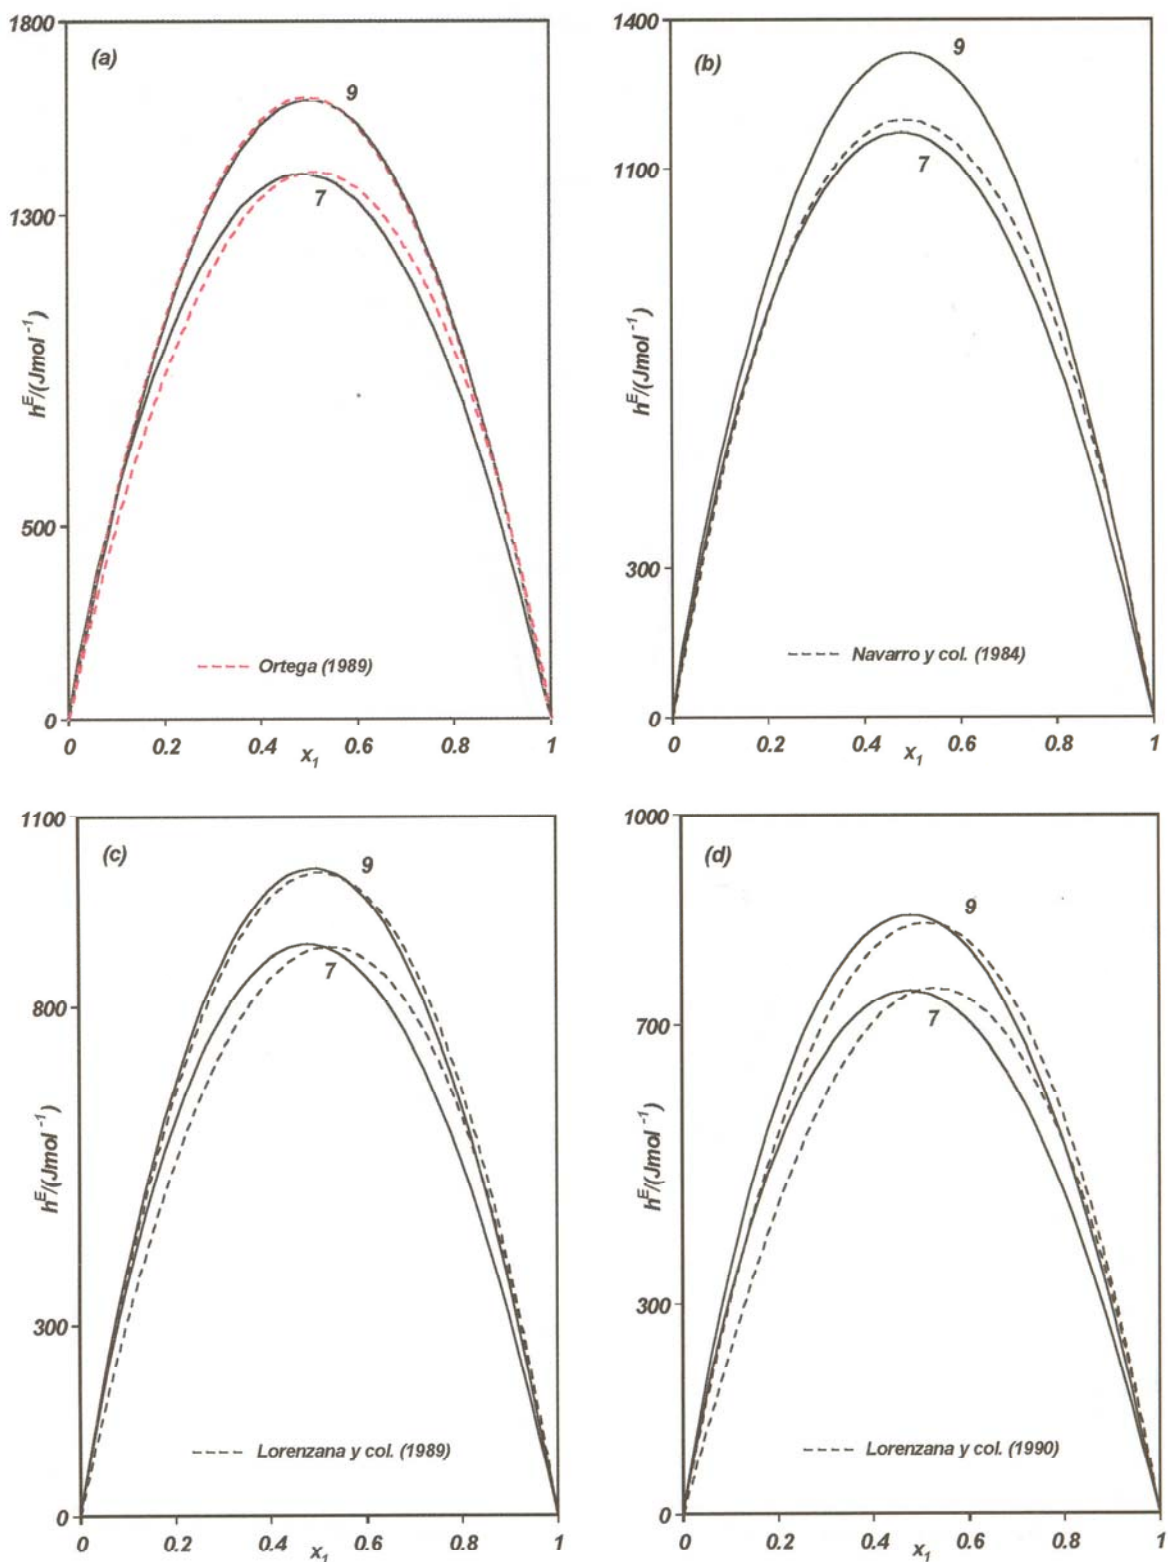 1800
(a)
9
7
1300
h^E/(Jmol^-1)
500
Ortega (1989)
0
0 0.2 0.4 0.6 0.8 1
x_1
1400
(b)
9
7
1100
h^E/(Jmol^-1)
300
Navarro y col. (1984)
0
0 0.2 0.4 0.6 0.8 1
x_1
1100
(c)
9
7
800
h^E/(Jmol^-1)
300
Lorenzana y col. (1989)
0
0 0.2 0.4 0.6 0.8 1
x_1
1000
(d)
9
700
7
h^E/(Jmol^-1)
300
Lorenzana y col. (1990)
0
0 0.2 0.4 0.6 0.8 1
x_1